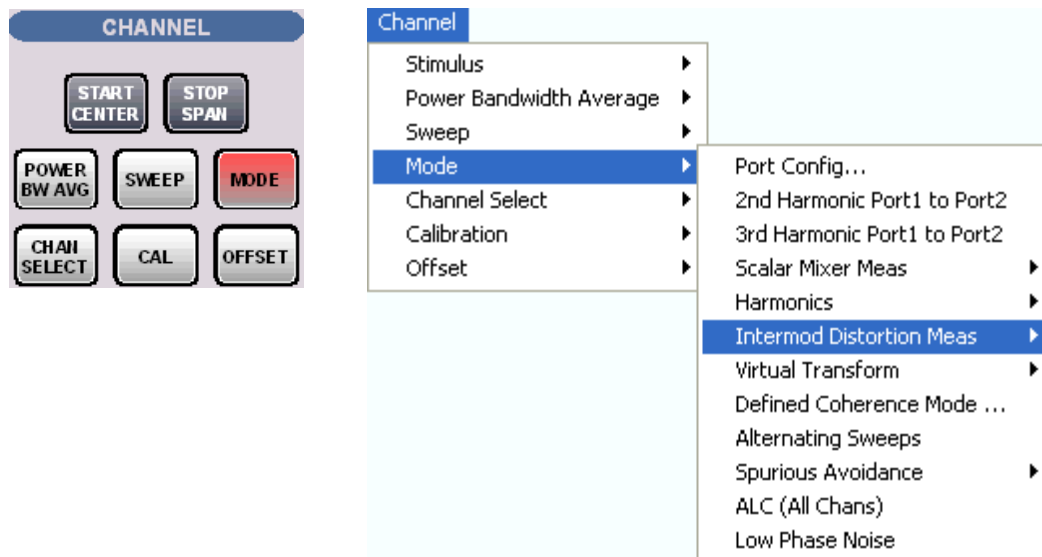 CHANNEL
START
CENTER
STOP
SPAN
POWER
BW AVG
SWEEP
MODE
CHAN
SELECT
CAL
OFFSET
Channel
Stimulus
Power Bandwidth Average
Sweep
Mode
Channel Select
Calibration
Offset
Port Config...
2nd Harmonic Port1 to Port2
3rd Harmonic Port1 to Port2
Scalar Mixer Meas
Harmonics
Intermod Distortion Meas
Virtual Transform
Defined Coherence Mode ...
Alternating Sweeps
Spurious Avoidance
ALC (All Chans)
Low Phase Noise